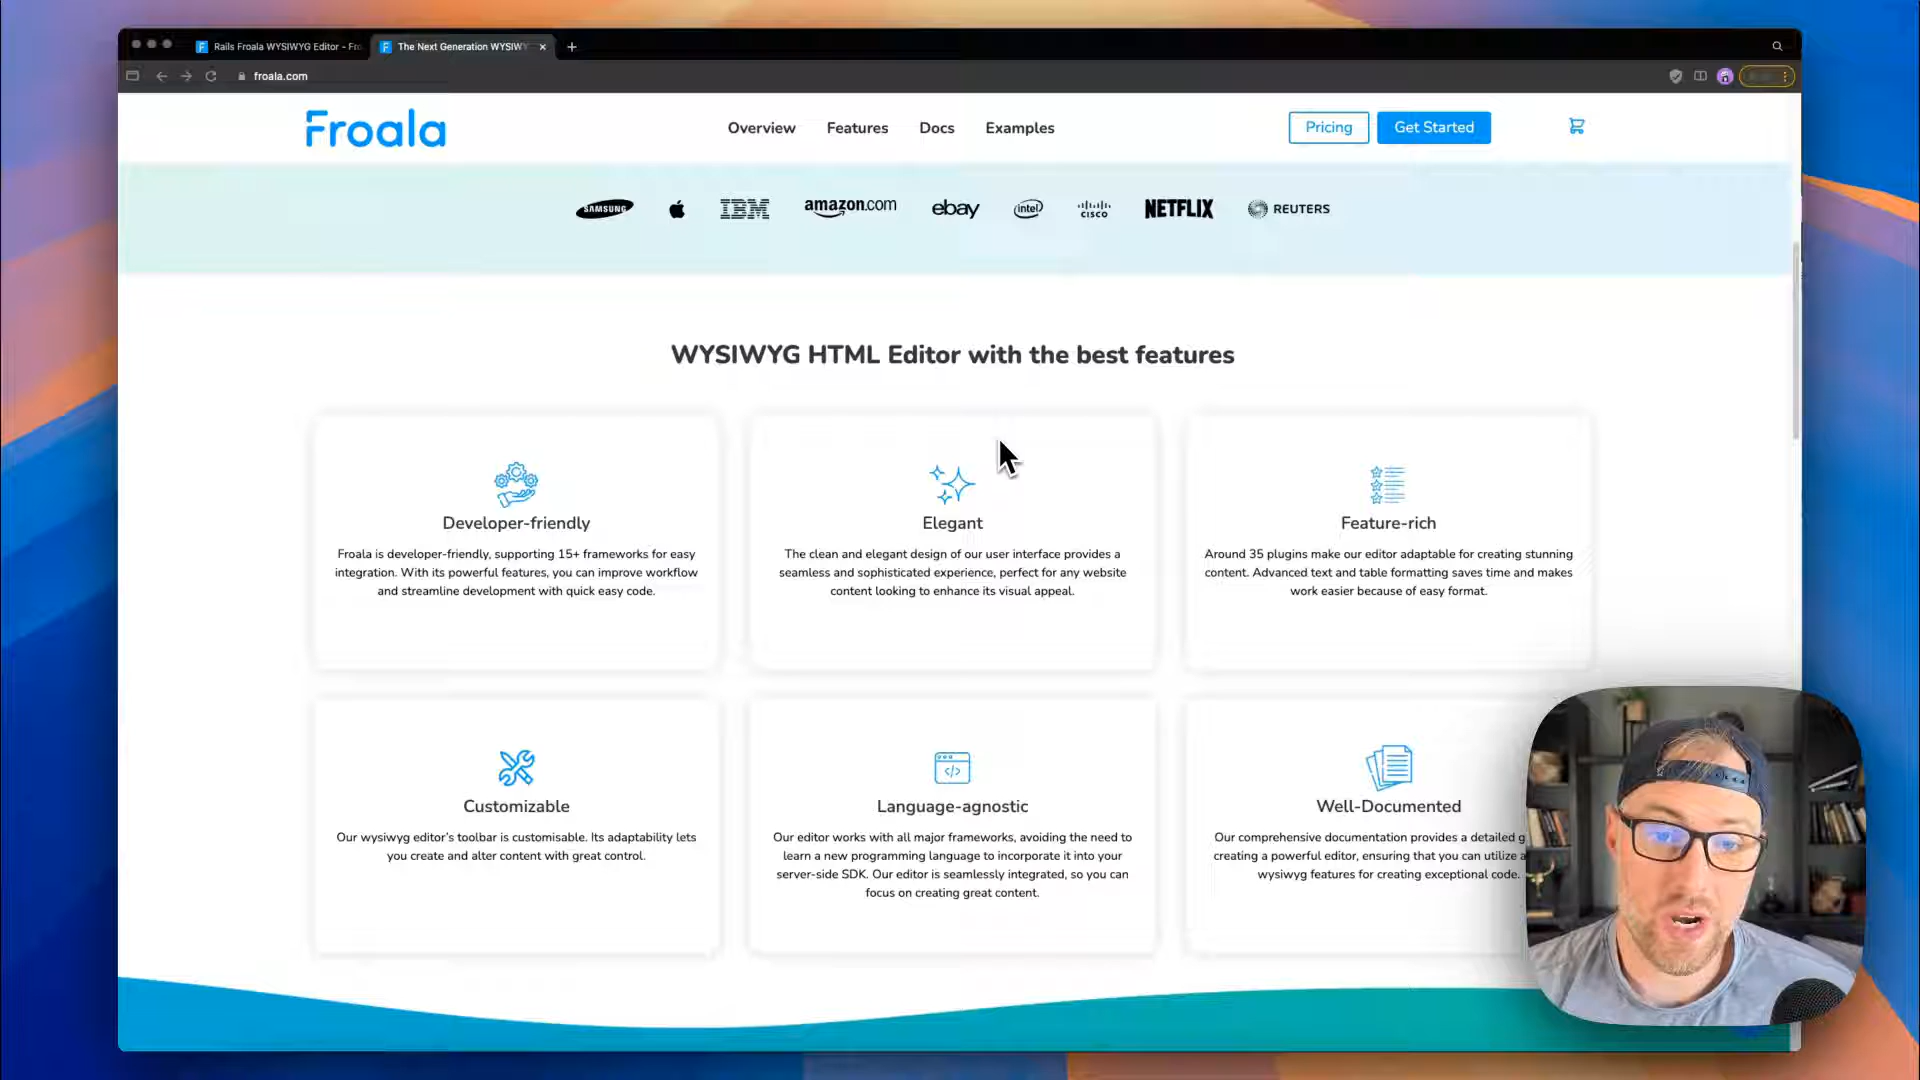 Rails Froala WYSIWYG Editor - Fro
The Next Generation WYSIWY
froala.com
Froala
Overview
Features
Docs
Examples
Pricing
Get Started
SAMSUNG
IBM
amazon.com
ebay
intel
CISCO
NETFLIX
REUTERS
WYSIWYG HTML Editor with the best features
Developer-friendly
Froala is developer-friendly, supporting 15+ frameworks for easy
integration. With its powerful features, you can improve workflow
and streamline development with quick easy code.
Elegant
The clean and elegant design of our user interface provides a
seamless and sophisticated experience, perfect for any website
content looking to enhance its visual appeal.
Feature-rich
Around 35 plugins make our editor adaptable for creating stunning
content. Advanced text and table formatting saves time and makes
work easier because of easy format.
Customizable
Our wysiwyg editor's toolbar is customisable. Its adaptability lets
you create and alter content with great control.
Language-agnostic
Our editor works with all major frameworks, avoiding the need to
learn a new programming language to incorporate it into your
server-side SDK. Our editor is seamlessly integrated, so you can
focus on creating great content.
Well-Documented
Our comprehensive documentation provides a detailed g
creating a powerful editor, ensuring that you can utilize a
wysiwyg features for creating exceptional code.